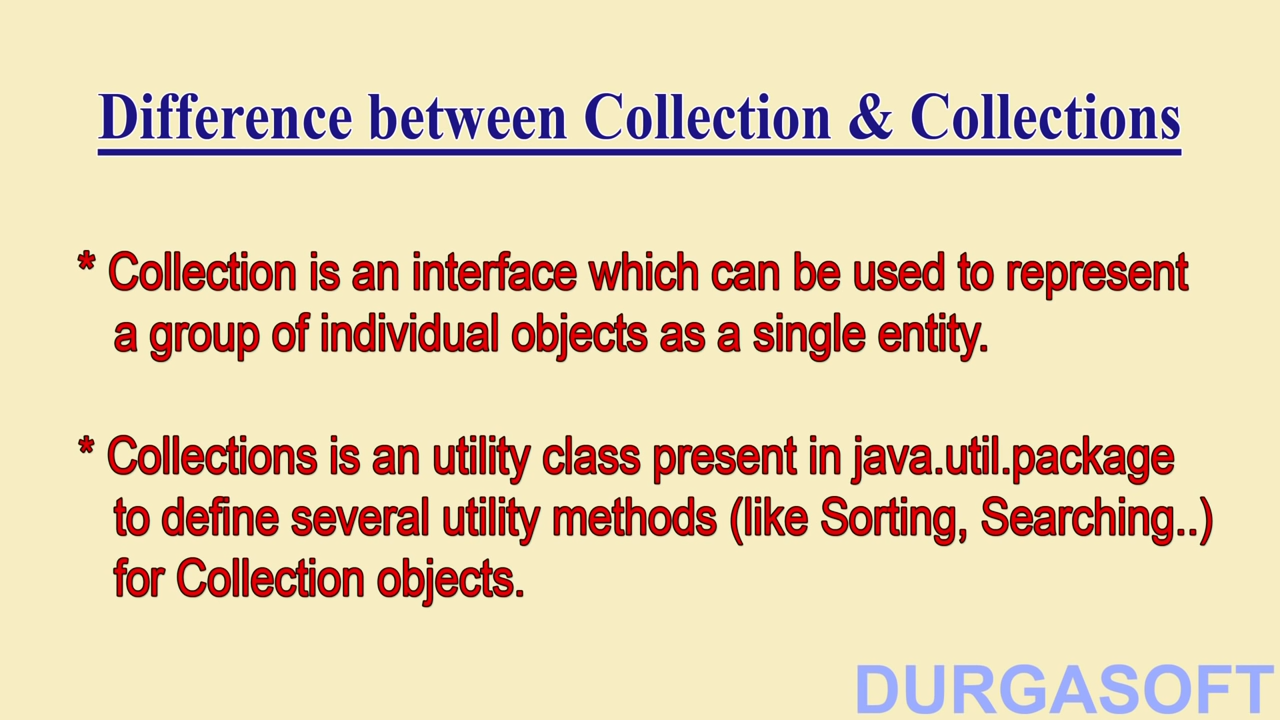 Difference between Collection & Collections
* Collection is an interface which can be used to represent
a group of individual objects as a single entity.
* Collections is an utility class present in java.util.package
to define several utility methods (like Sorting, Searching..)
for Collection objects.
DURGASOFT